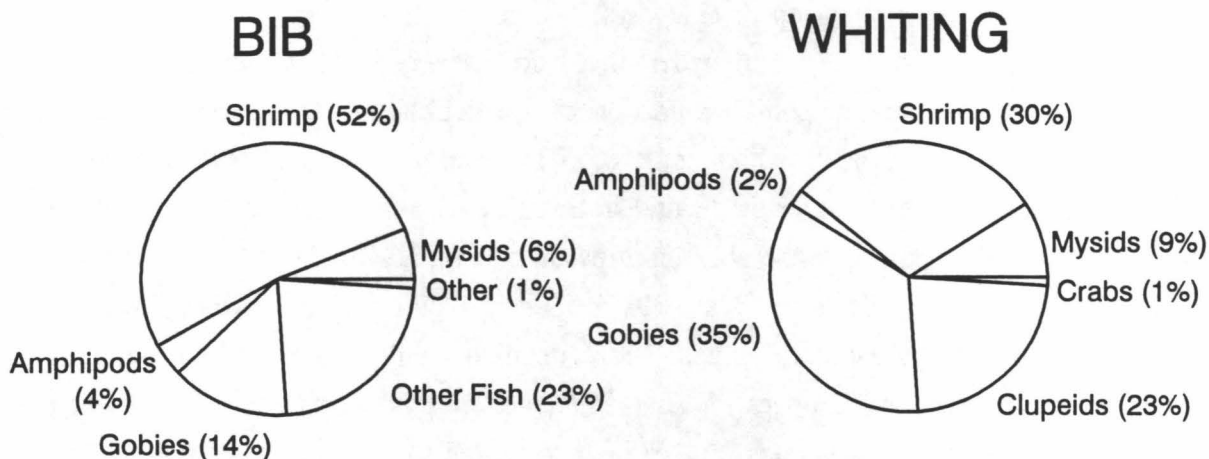 BIB
Shrimp (52%)
Mysids (6%)
Other (1%)
Other Fish (23%)
Gobies (14%)
Amphipods
(4%)
WHITING
Shrimp (30%)
Amphipods (2%)
Mysids (9%)
Crabs (1%)
Gobies (35%)
Clupeids (23%)